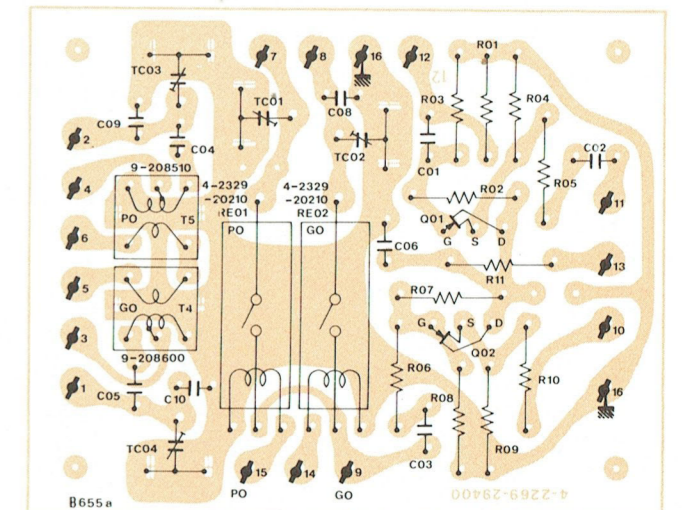 7 8 16 12 R01
TC03
TC01
C08
R03
R04
C09
C04
TC02
C01
C02
2
9-208510
R05
4
4-2329
-20210
RE01
PO
4-2329
-20210
RE02
GO
R02
11
PO T5
Q01
G S D
6
C06
13
R11
5
GO T4
R07
G S D
Q02
10
3
9-208600
R06
R10
1
C05
C10
R08
R09
16
TC04
C03
15
14
9
PO
GO
4-2269-29400
B655a